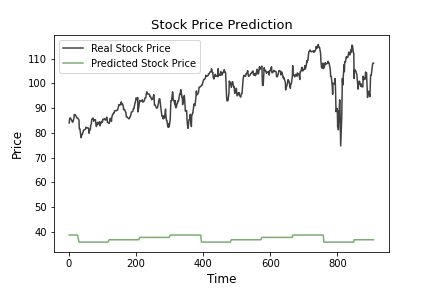 Stock Price Prediction
Real Stock Price
Predicted Stock Price
Price
110
100
90
80
70
60
50
40
0 200 400 600 800
Time